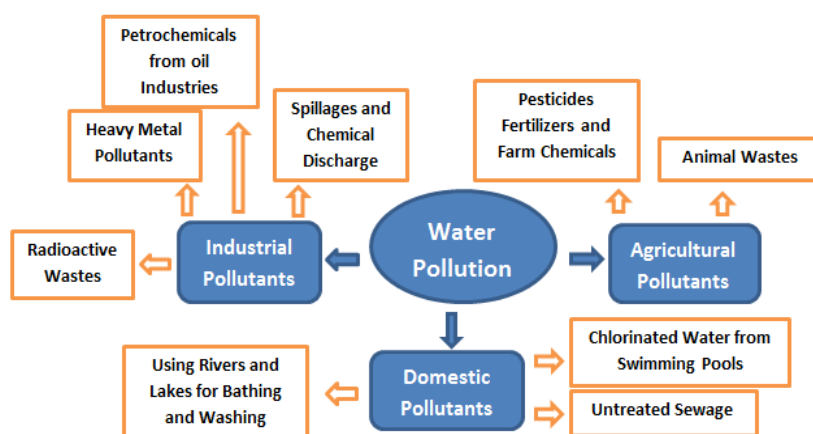 Petrochemicals
from oil
Industries
Heavy Metal
Pollutants
Spillages and
Chemical
Discharge
Pesticides
Fertilizers and
Farm Chemicals
Animal Wastes
Radioactive
Wastes
Industrial
Pollutants
Water
Pollution
Agricultural
Pollutants
Using Rivers and
Lakes for Bathing
and Washing
Domestic
Pollutants
Chlorinated Water from
Swimming Pools
Untreated Sewage